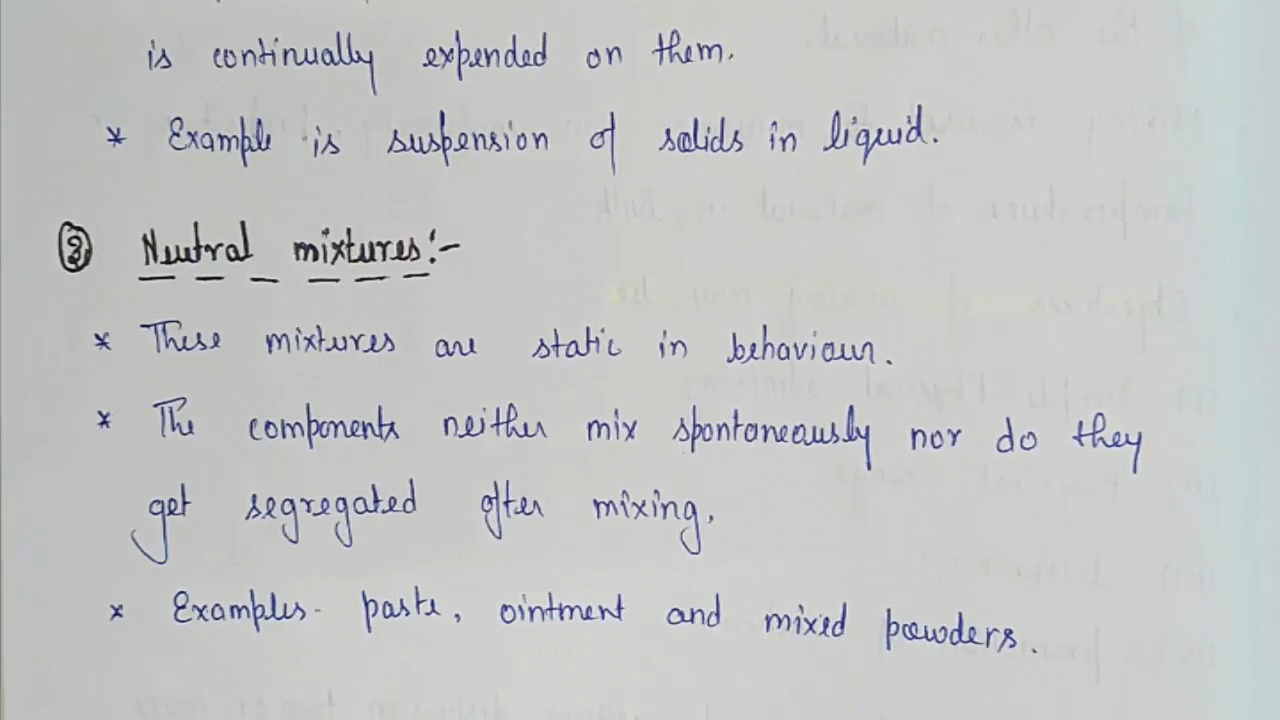 is continually expended on them.
* Example is suspension of solids in liquid.
③ Neutral mixtures:-
* These mixtures are static in behaviour.
* The components neither mix spontaneously nor do they
get segregated after mixing.
* Examples- paste, ointment and mixed powders.